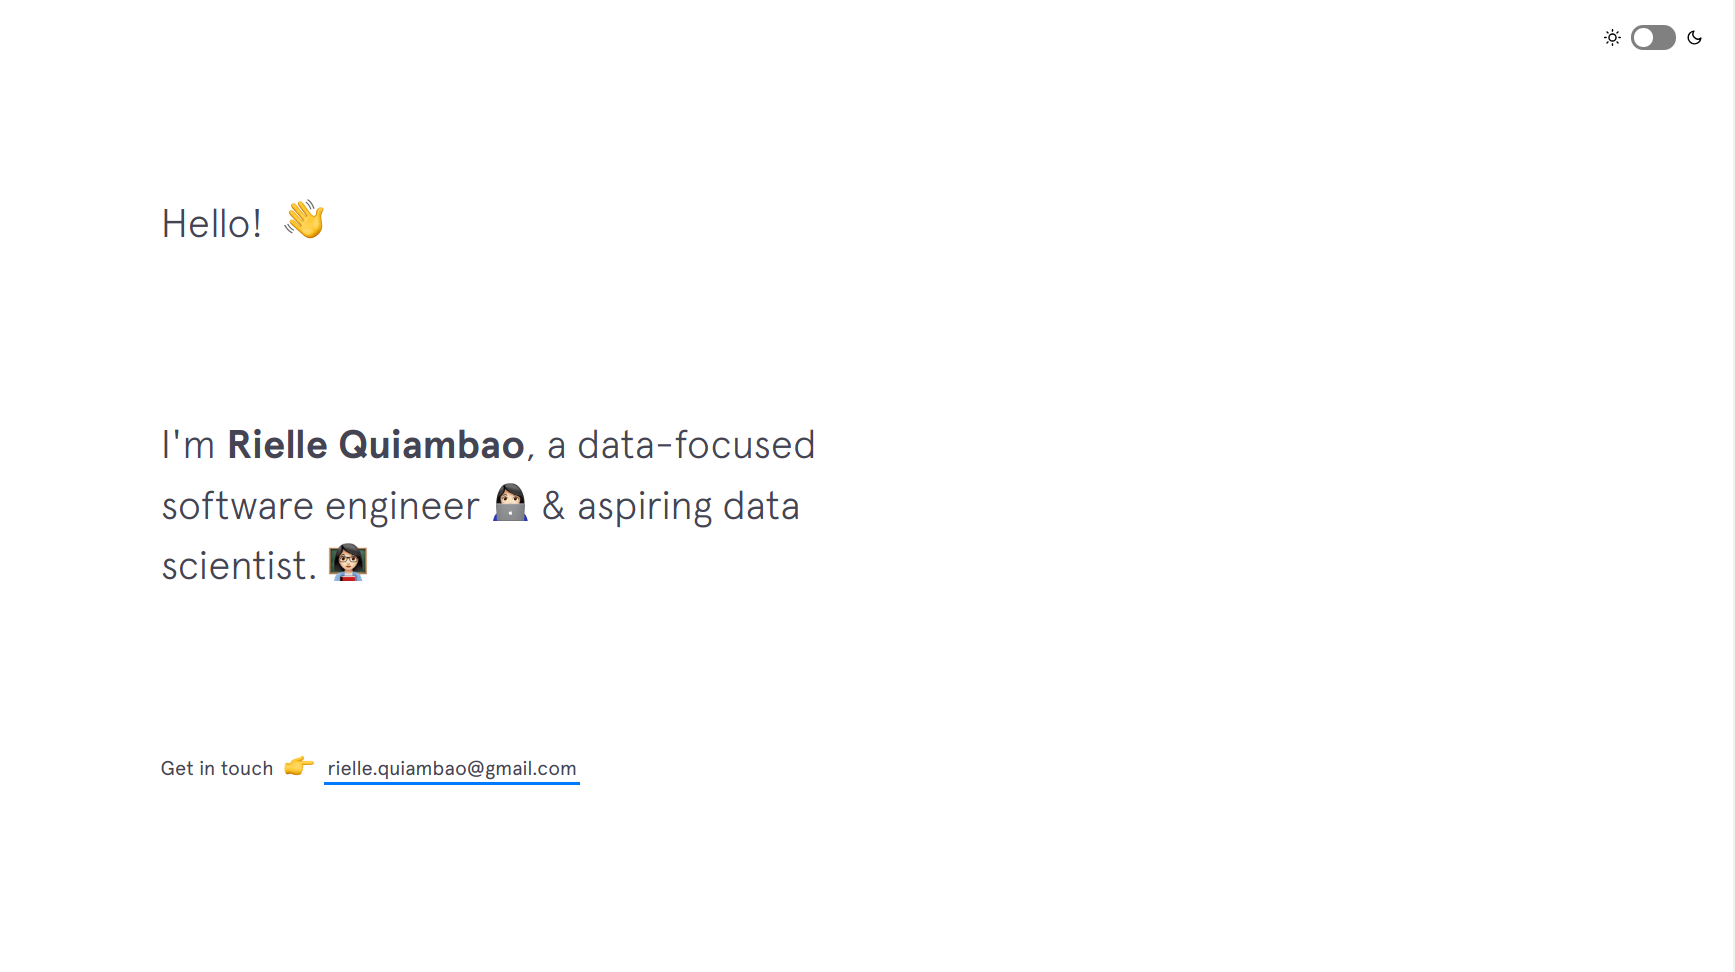 Hello! 👋
I'm Rielle Quiambao, a data-focused
software engineer 👩🏻‍💻 & aspiring data
scientist. 👩🏻‍🏫
Get in touch 👉 rielle.quiambao@gmail.com